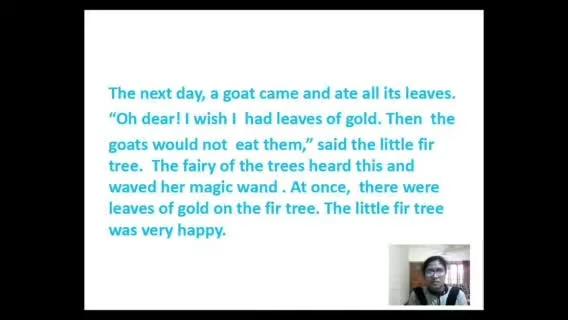 The next day, a goat came and ate all its leaves.
“Oh dear! I wish I  had leaves of gold. Then  the
goats would not  eat them,” said the little fir
tree.  The fairy of the trees heard this and
waved her magic wand . At once,  there were
leaves of gold on the fir tree. The little fir tree
was very happy.